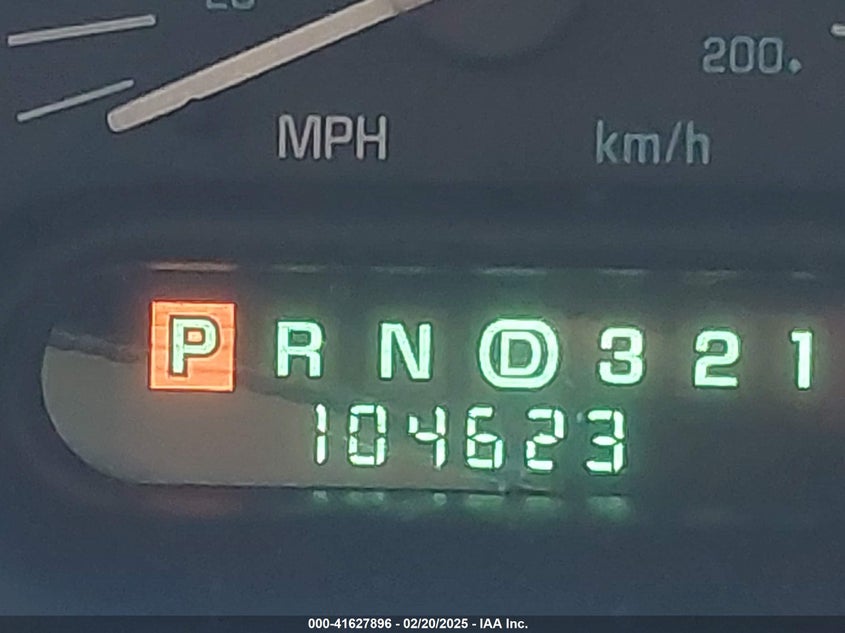 200
MPH km/h
P R N D 3 2 1
104623
000-41627896 - 02/20/2025 - IAA Inc.